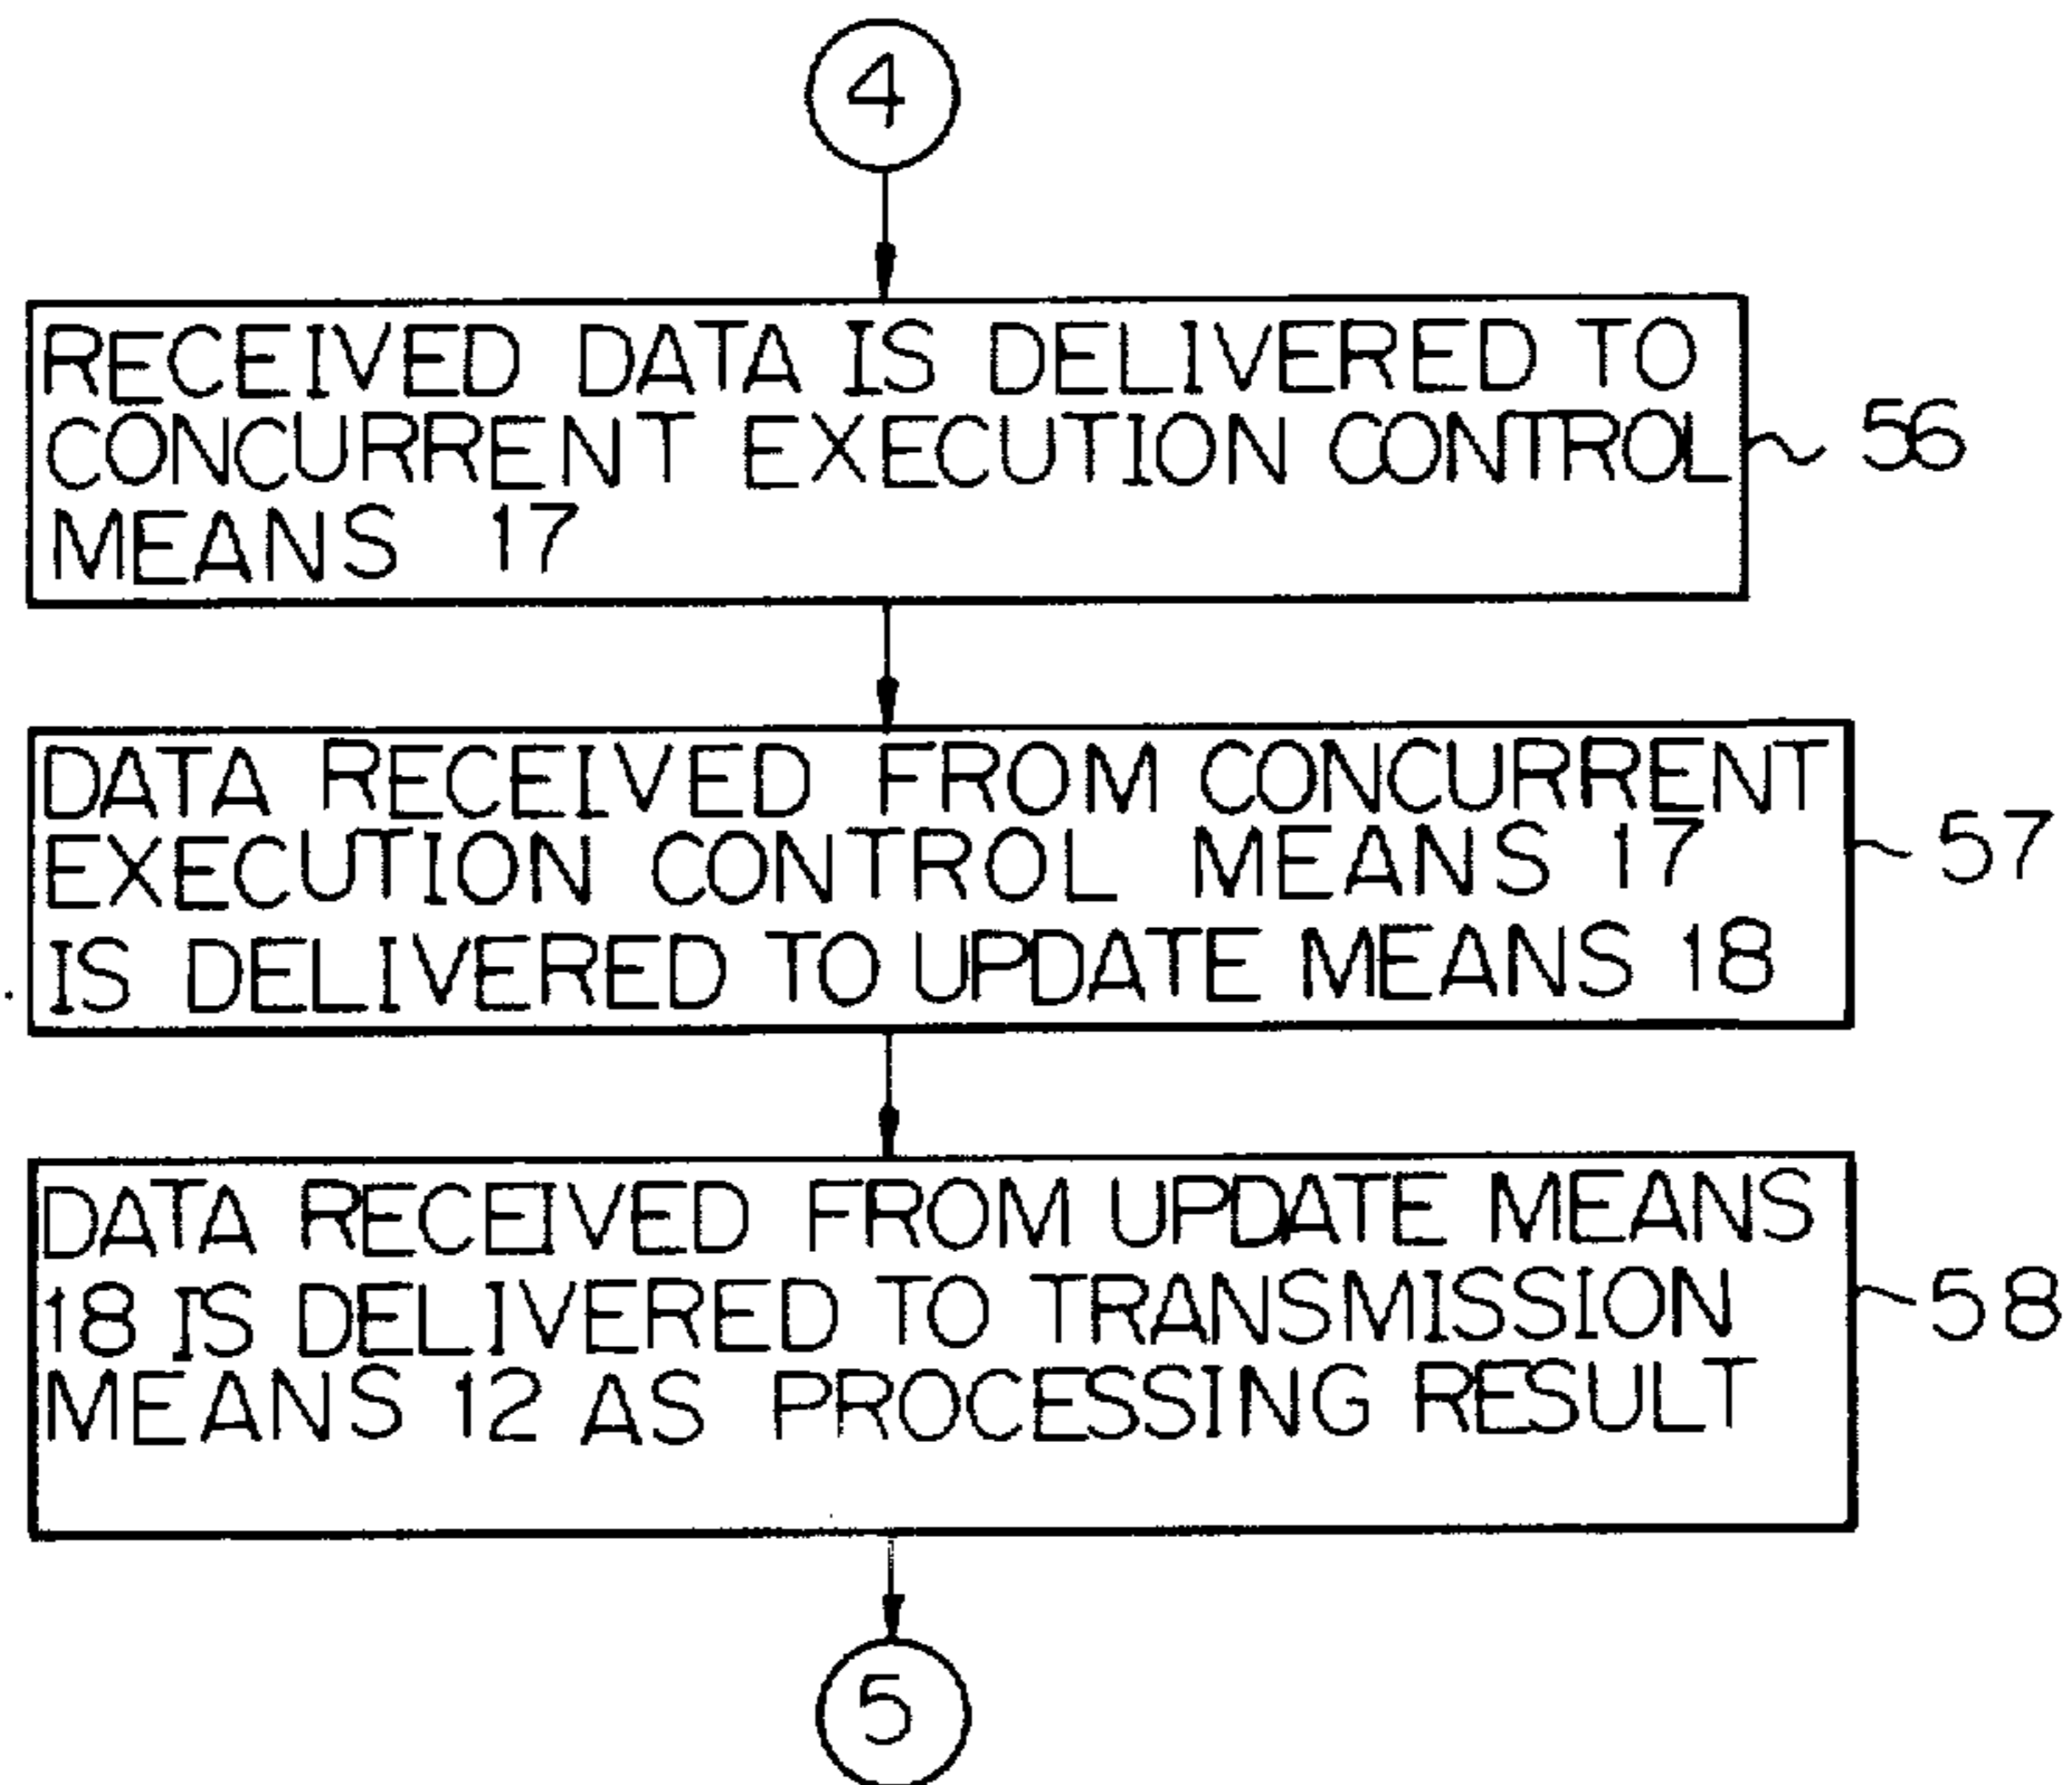 4
RECEIVED DATA IS DELIVERED TO
CONCURRENT EXECUTION CONTROL
MEANS 17
56
DATA RECEIVED FROM CONCURRENT
EXECUTION CONTROL MEANS 17
IS DELIVERED TO UPDATE MEANS 18
57
DATA RECEIVED FROM UPDATE MEANS
18 IS DELIVERED TO TRANSMISSION
MEANS 12 AS PROCESSING RESULT
58
5